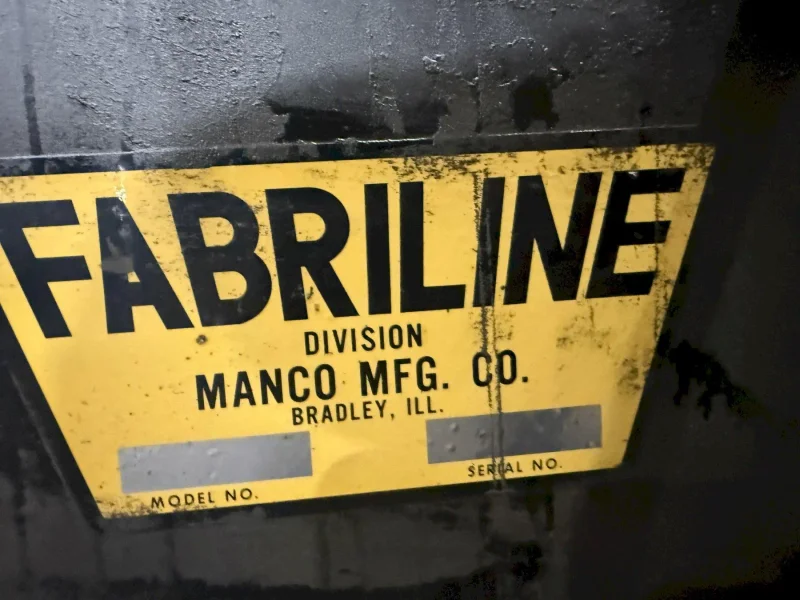 FABRILINE
DIVISION
MANCO MFG. CO.
BRADLEY, ILL.
MODEL NO.
SERIAL NO.